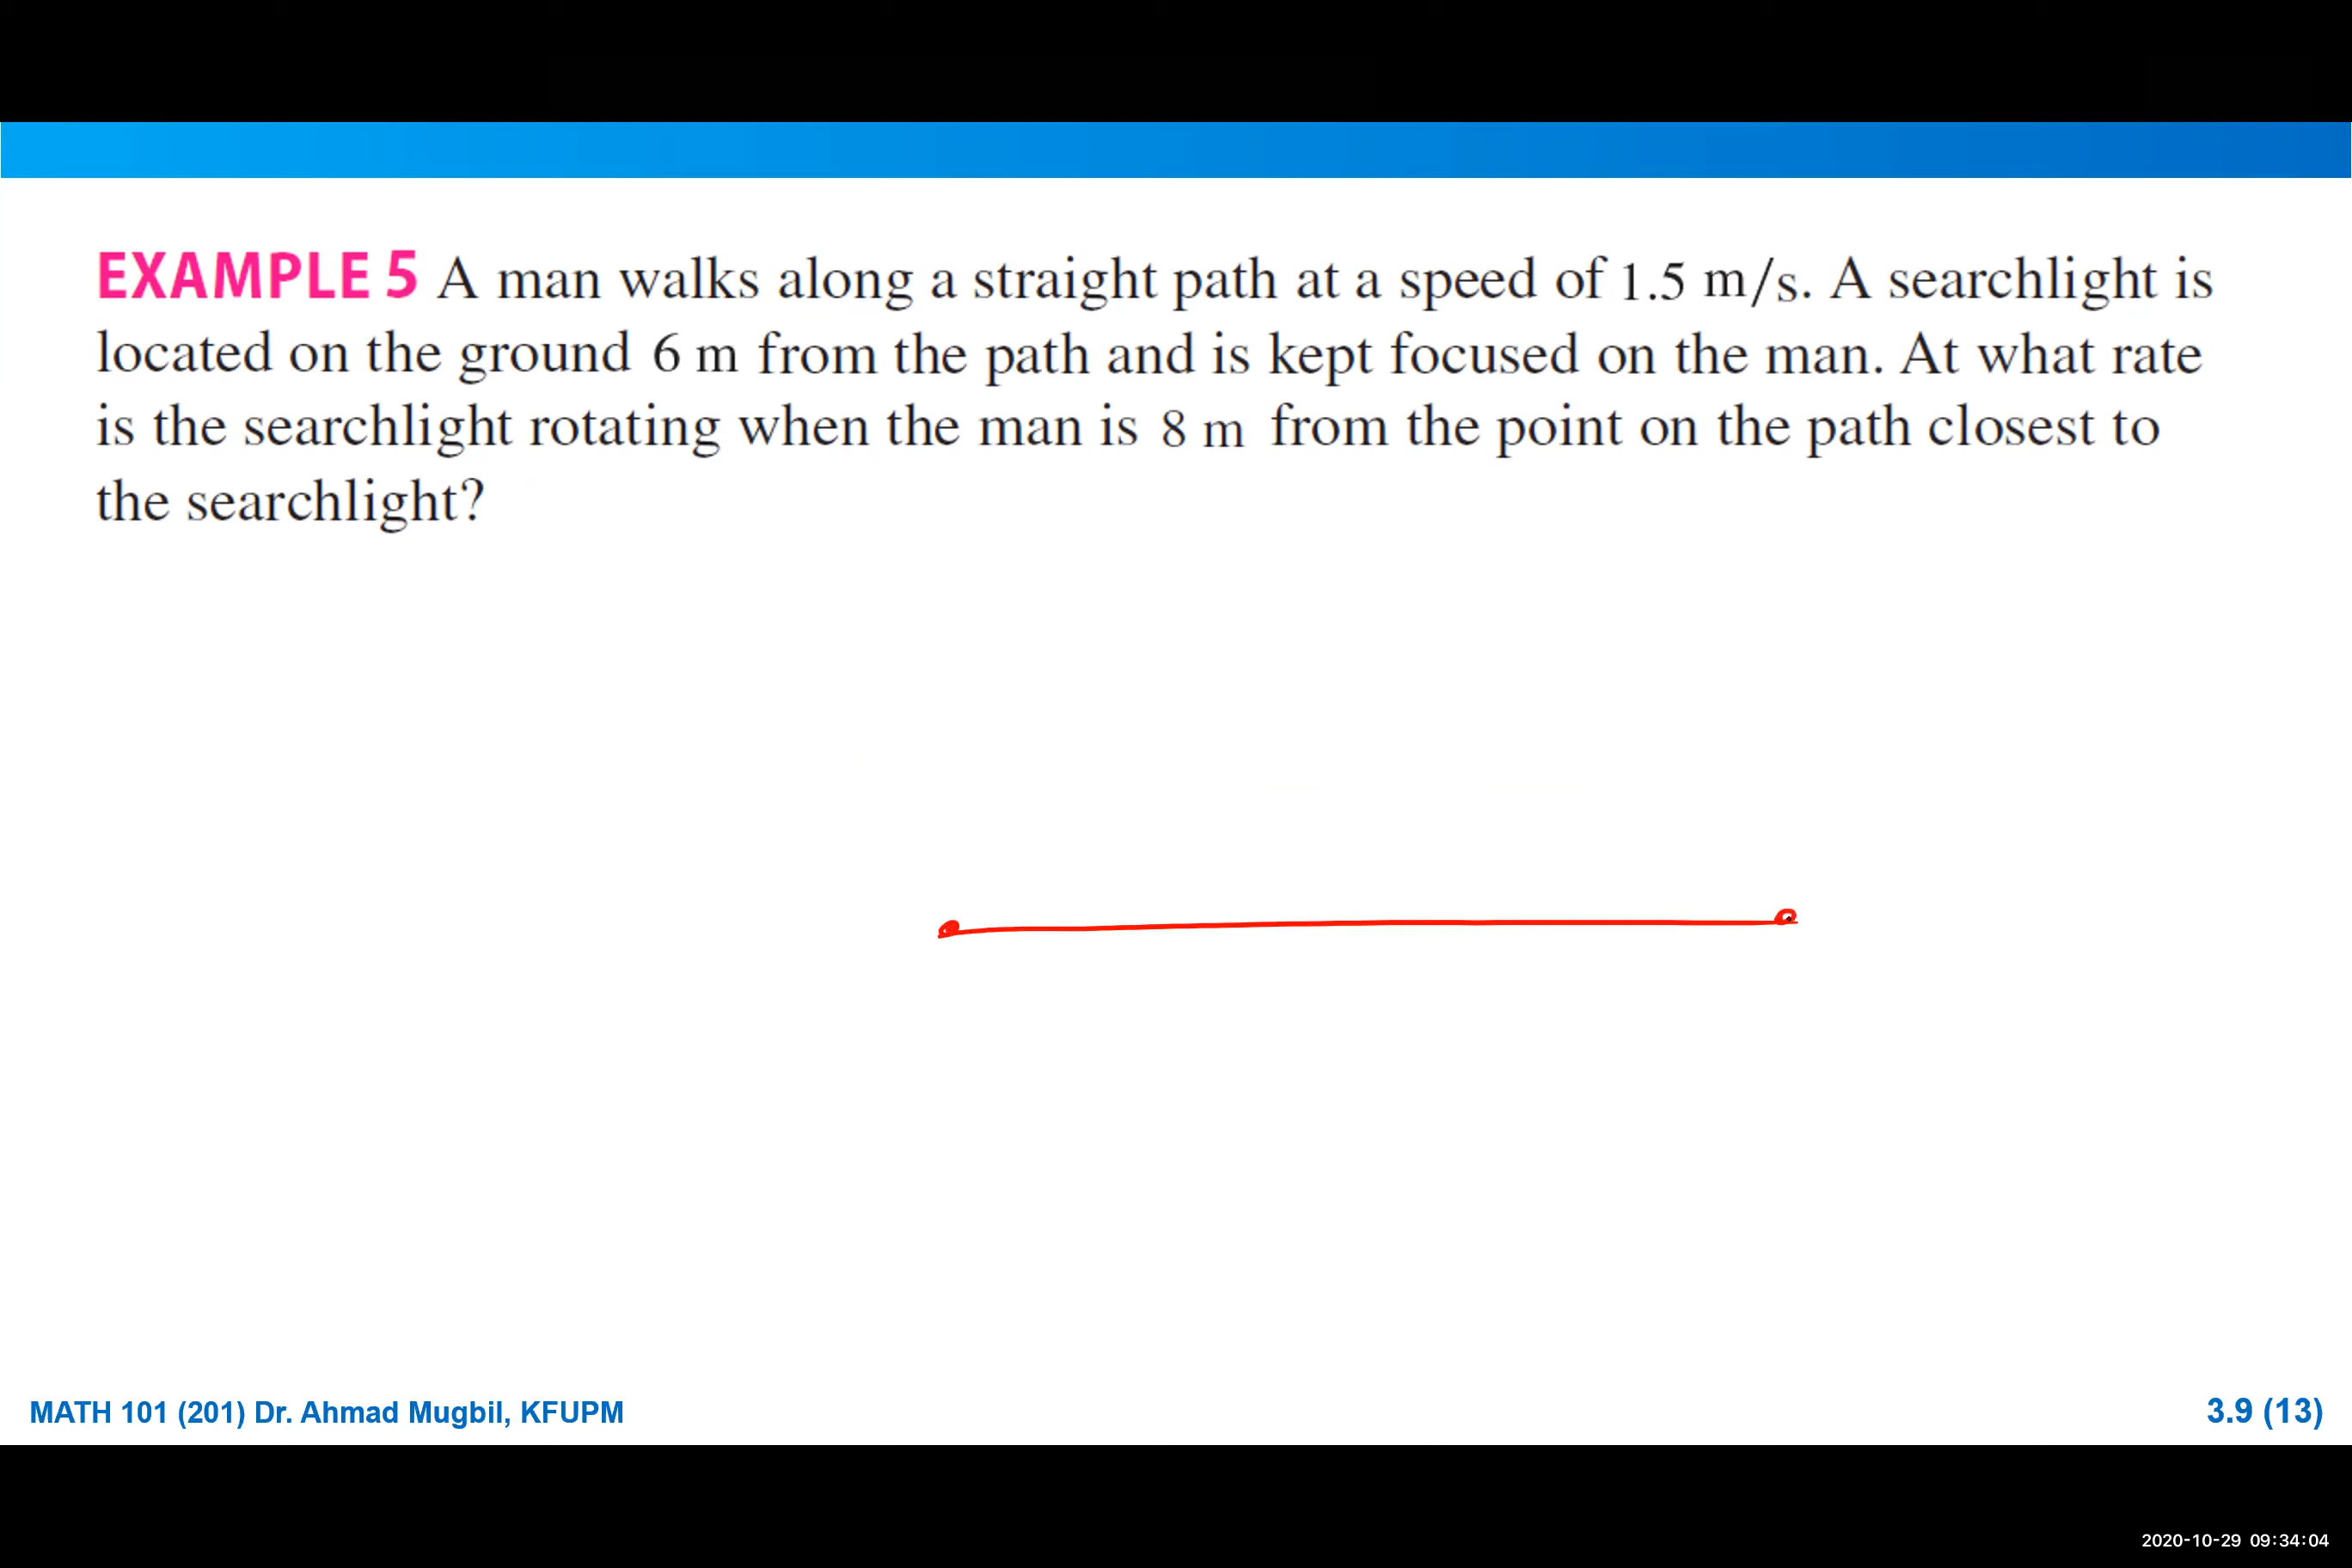 EXAMPLE 5 A man walks along a straight path at a speed of 1.5 m/s. A searchlight is
located on the ground 6 m from the path and is kept focused on the man. At what rate
is the searchlight rotating when the man is 8 m from the point on the path closest to
the searchlight?
MATH 101 (201) Dr. Ahmad Mugbil, KFUPM
3.9 (13)
2020-10-29 09:34:04